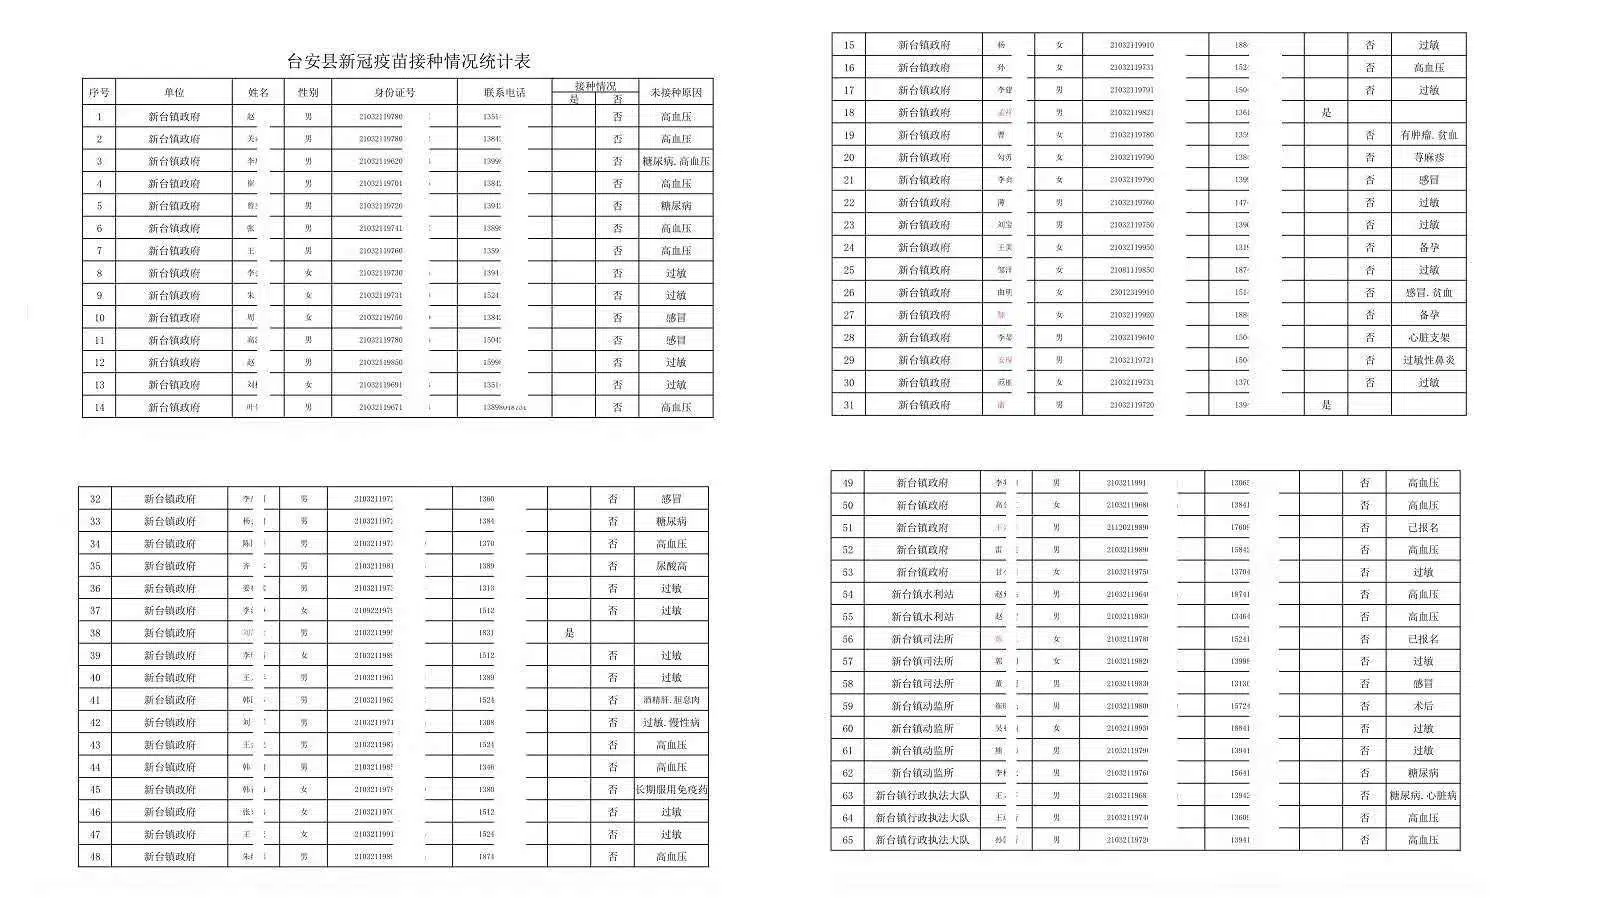 台安县新冠疫苗接种情况统计表
序号 单位 姓名 性别 身份证号 联系电话 接种情况 未接种原因
是 否
1 新台镇政府 赵 男 21032119780 1351 否 高血压
2 新台镇政府 关 男 21032119780 1384 否 高血压
3 新台镇政府 李 男 21032119620 1399 否 糖尿病.高血压
4 新台镇政府 崔 男 21032119701 1384 否 高血压
5 新台镇政府 男 21032119720 1394 否 糖尿病
6 新台镇政府 张 男 21032119741 1389 否 高血压
7 新台镇政府 王 男 21032119760 1359 否 高血压
8 新台镇政府 李 女 21032119730 1394 否 过敏
9 新台镇政府 朱 女 21032119731 1524 否 过敏
10 新台镇政府 周 女 21032119750 1384 否 感冒
11 新台镇政府 高 男 21032119780 1504 否 感冒
12 新台镇政府 赵 男 21032119850 1599 否 过敏
13 新台镇政府 刘 女 21032119691 1351 否 过敏
14 新台镇政府 叶 男 21032119671 否 高血压
15 新台镇政府 杨 女 21032119910 188 否 过敏
16 新台镇政府 孙 女 21032119731 152 否 高血压
17 新台镇政府 李 男 21032119791 150 否 过敏
18 新台镇政府 孟 男 21032119821 136 是
19 新台镇政府 曹 女 21032119780 135 否 有肿瘤.贫血
20 新台镇政府 勾 女 21032119790 138 否 荨麻疹
21 新台镇政府 李 女 21032119790 139 否 感冒
22 新台镇政府 薄 男 21032119760 147 否 过敏
23 新台镇政府 刘宝 男 21032119750 139 否 过敏
24 新台镇政府 王美 女 21032119950 131 否 备孕
25 新台镇政府 邹 女 21081119850 187 否 过敏
26 新台镇政府 曲明 女 23012319910 151 否 感冒.贫血
27 新台镇政府 女 21032119920 188 否 备孕
28 新台镇政府 李 男 21032119640 150 否 心脏支架
29 新台镇政府 男 21032119721 150 否 过敏性鼻炎
30 新台镇政府 女 21032119731 137 否 过敏
31 新台镇政府 男 21032119720 139 是
32 新台镇政府 李 男 210321197 1360 否 感冒
33 新台镇政府 杨 男 210321197 1384 否 糖尿病
34 新台镇政府 陈 男 210321197 1370 否 高血压
35 新台镇政府 齐 男 210321198 1389 否 尿酸高
36 新台镇政府 姜 男 210321197 1313 否 过敏
37 新台镇政府 李 女 210922197 1512 否 过敏
38 新台镇政府 刘 男 210321199 1831 是
39 新台镇政府 李 女 210321198 1512 否 过敏
40 新台镇政府 王 男 210321196 1389 否 过敏
41 新台镇政府 韩 男 210321196 1524 否 酒精肝.胆息肉
42 新台镇政府 刘 男 210321197 1308 否 过敏.慢性病
43 新台镇政府 王 男 210321198 1524 否 高血压
44 新台镇政府 韩 男 210321198 1346 否 高血压
45 新台镇政府 韩 女 210321197 1380 否 长期服用免疫药
46 新台镇政府 张 女 210321197 1512 否 过敏
47 新台镇政府 王 女 210321199 1524 否 过敏
48 新台镇政府 朱 男 210321198 1874 否 高血压
49 新台镇政府 李 男 210321199 1306 否 高血压
50 新台镇政府 高 女 2103211968 1384 否 高血压
51 新台镇政府 王 男 2112021989 1760 否 已报名
52 新台镇政府 雷 男 2103211989 1584 否 高血压
53 新台镇政府 甘 女 2103211975 1370 否 过敏
54 新台镇水利站 赵 男 2103211964 1874 否 高血压
55 新台镇水利站 赵 男 2103211983 1346 否 高血压
56 新台镇司法所 女 2103211978 1524 否 已报名
57 新台镇司法所 郭 女 2103211982 1399 否 过敏
58 新台镇司法所 董 男 2103211983 1313 否 感冒
59 新台镇动监所 男 2103211980 1572 否 术后
60 新台镇动监所 吴 女 2103211993 1884 否 过敏
61 新台镇动监所 熊 男 2103211979 1394 否 过敏
62 新台镇动监所 李 男 2103211976 1564 否 糖尿病
63 新台镇行政执法大队 王 男 210321196 1394 否 糖尿病.心脏病
64 新台镇行政执法大队 王 男 2103211974 1360 否 高血压
65 新台镇行政执法大队 孙 男 2103211972 1394 否 高血压